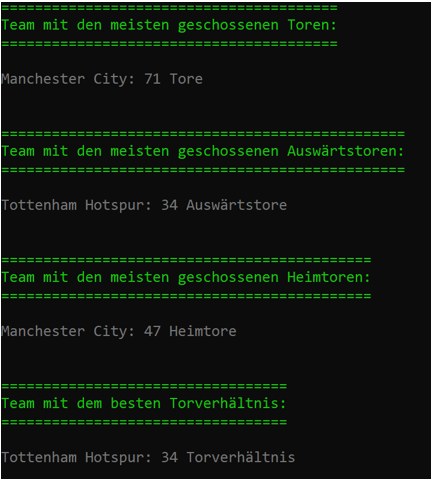 ========================================
Team mit den meisten geschossenen Toren:
========================================
Manchester City: 71 Tore
================================================
Team mit den meisten geschossenen Auswärtstoren:
================================================
Tottenham Hotspur: 34 Auswärtstore
============================================
Team mit den meisten geschossenen Heimtoren:
============================================
Manchester City: 47 Heimtore
==================================
Team mit dem besten Torverhältnis:
==================================
Tottenham Hotspur: 34 Torverhältnis